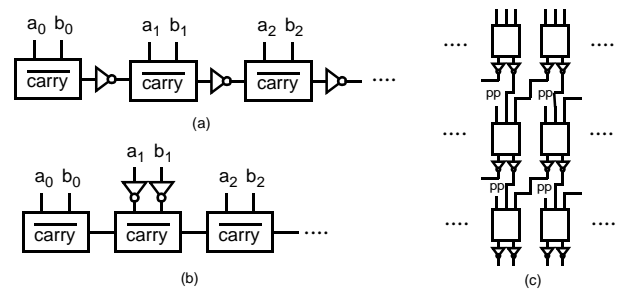 a0 b0 a1 b1 a2 b2
carry carry carry ....
(a)
a1 b1
a0 b0 a2 b2
carry carry carry ....
(b)
.... ....
pp pp
.... ....
pp pp
.... ....
(c)